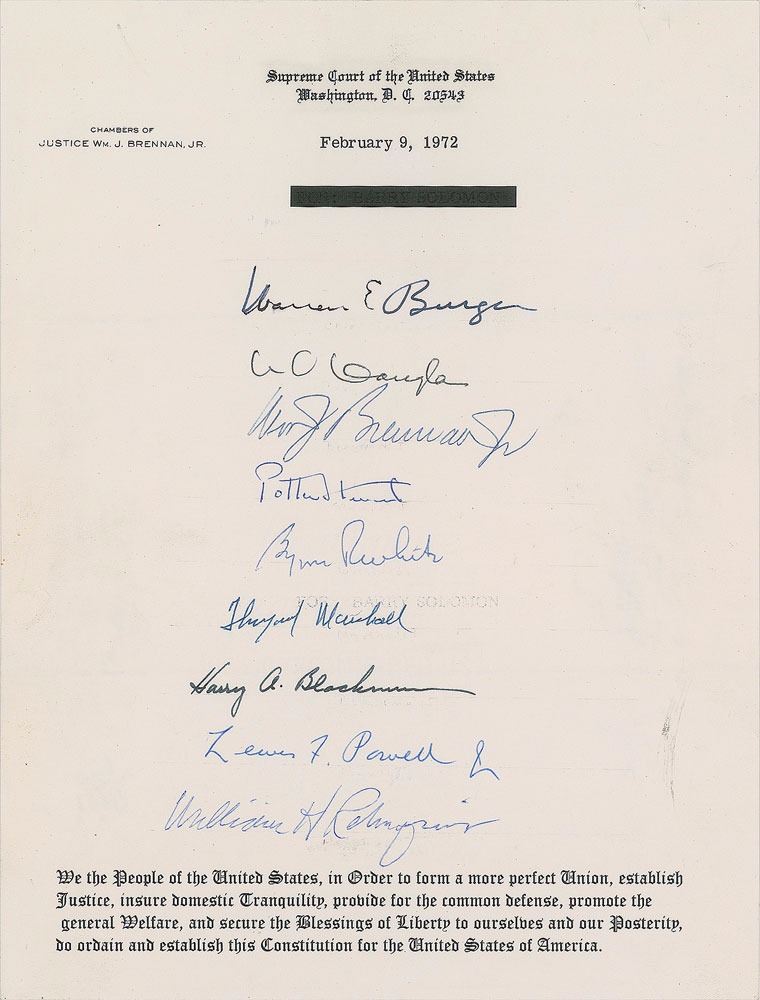 Supreme Court of the United States
Washington, D. C. 20543
CHAMBERS OF
JUSTICE WM. J. BRENNAN, JR.
February 9, 1972
FOR: BARRY SOLOMON
Warren E Burger
W O Douglas
Wm J Brennan Jr
Potter Stewart
Byron R White
FOR: BARRY SOLOMON
Thurgood Marshall
Harry A. Blackmun
Lewis F. Powell Jr
William H Rehnquist
We the People of the United States, in Order to form a more perfect Union, establish
Justice, insure domestic Tranquility, provide for the common defense, promote the
general Welfare, and secure the Blessings of Liberty to ourselves and our Posterity,
do ordain and establish this Constitution for the United States of America.